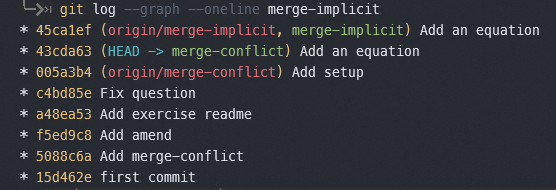 git log --graph --oneline merge-implicit
* 45ca1ef (origin/merge-implicit, merge-implicit) Add an equation
* 43cda63 (HEAD -> merge-conflict) Add an equation
* 005a3b4 (origin/merge-conflict) Add setup
* c4bd85e Fix question
* a48ea53 Add exercise readme
* f5ed9c8 Add amend
* 5088c6a Add merge-conflict
* 15d462e first commit